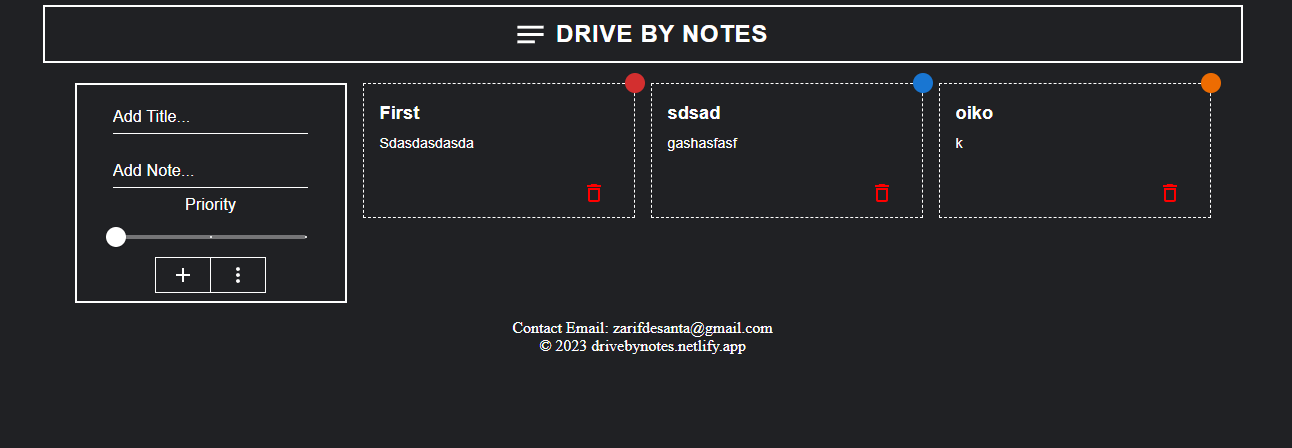 DRIVE BY NOTES
Add Title...
Add Note...
Priority
First
Sdasdasdasda
sdsad
gashasfasf
oiko
k
Contact Email: zarifdesanta@gmail.com
© 2023 drivebynotes.netlify.app